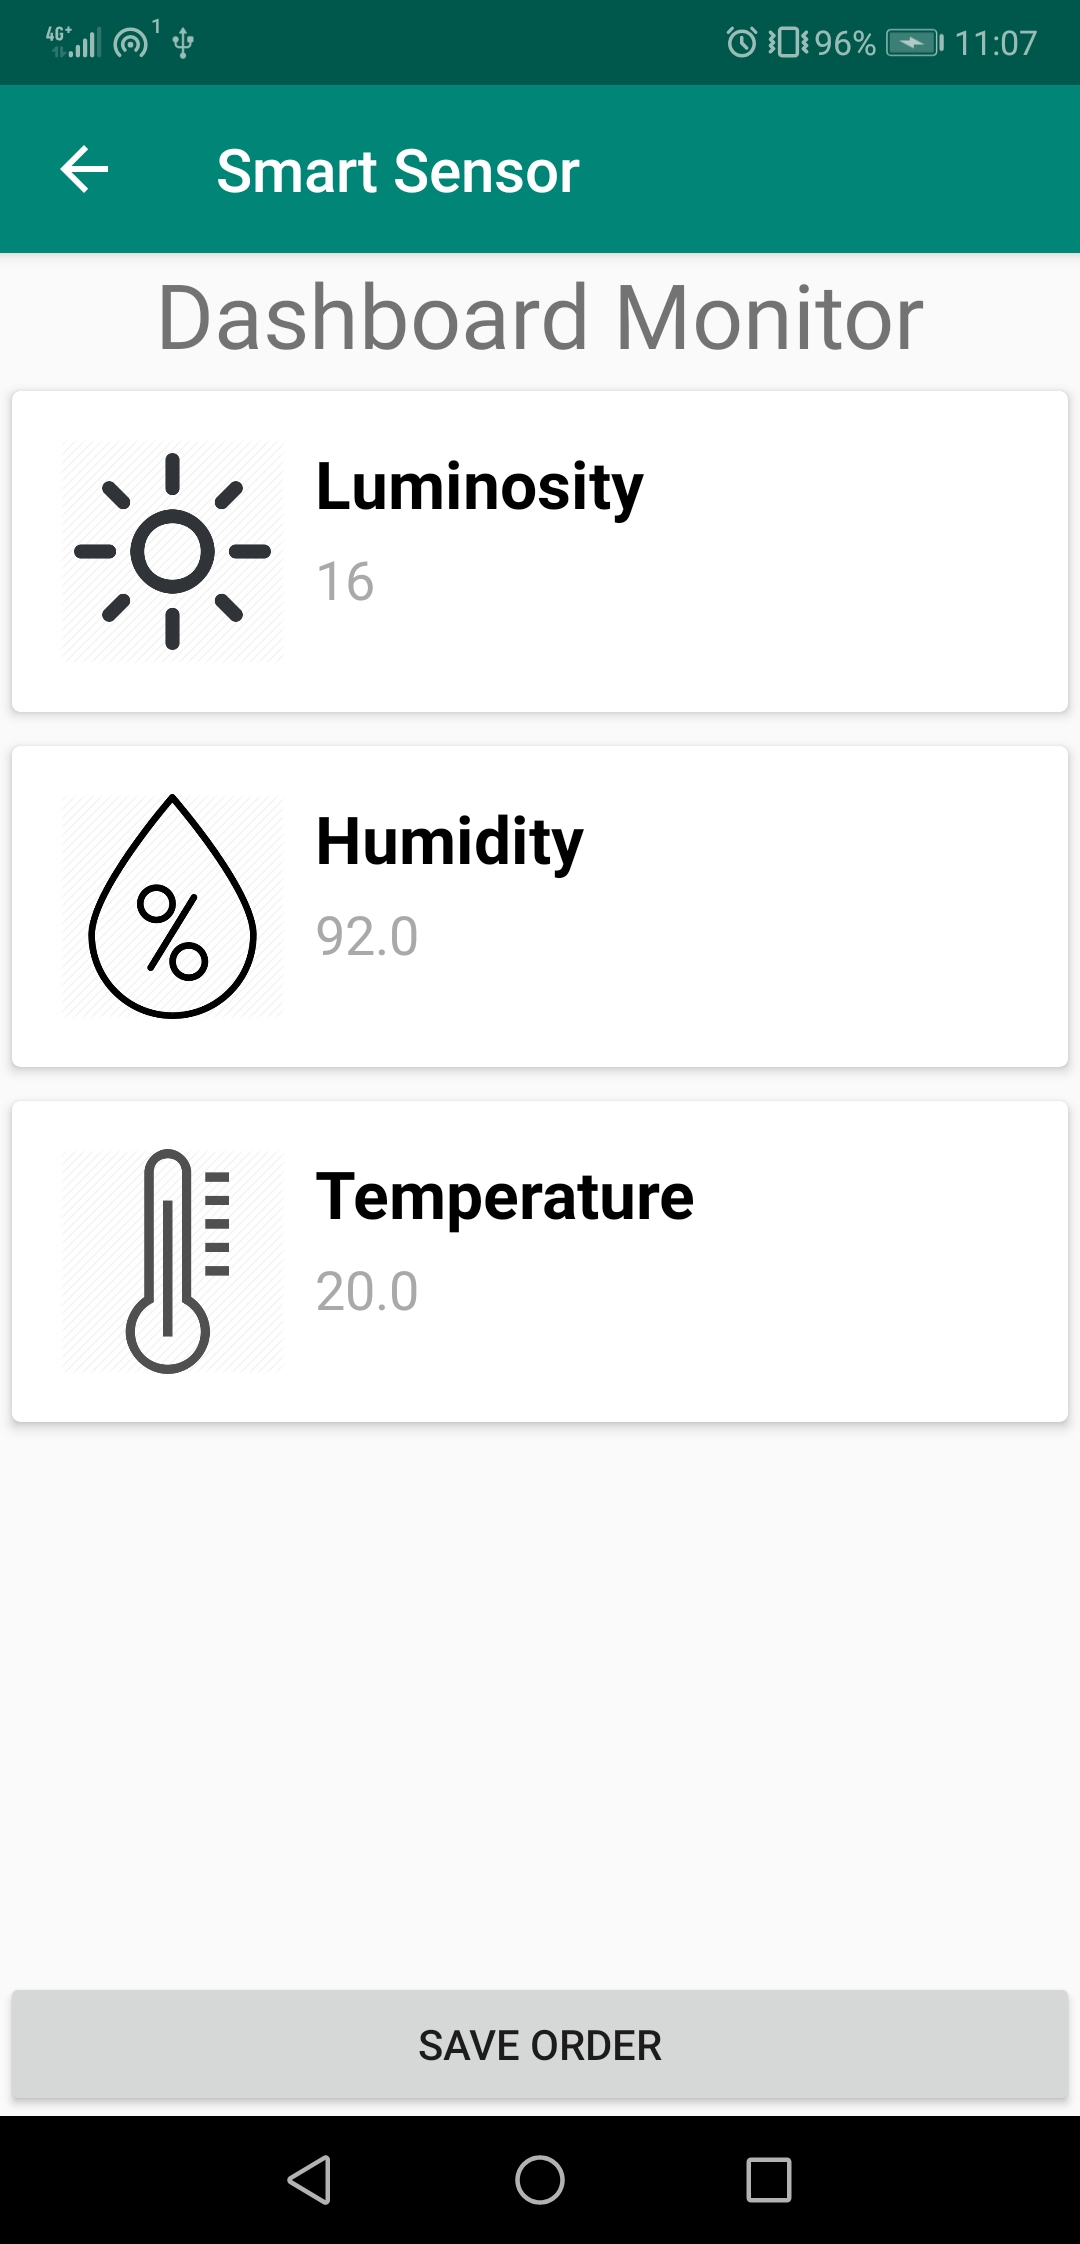 4G+ 1 96% 11:07
Smart Sensor
Dashboard Monitor
Luminosity
16
%
Humidity
92.0
Temperature
20.0
SAVE ORDER